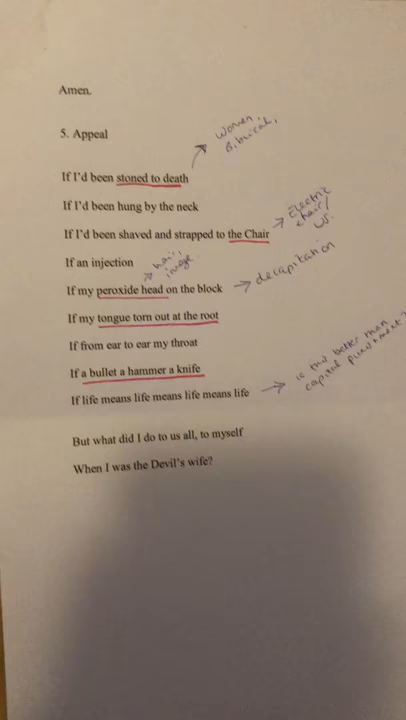 Amen.
5. Appeal
women,
Biblical,
If I'd been stoned to death
If I'd been hung by the neck
If I'd been shaved and strapped to the Chair
Electric
chair/
US.
If an injection
hair,
image
If my peroxide head on the block
decapitation
If my tongue torn out at the root
If from ear to ear my throat
If a bullet a hammer a knife
If life means life means life means life
is this better than
capital punishment?
But what did I do to us all, to myself
When I was the Devil's wife?